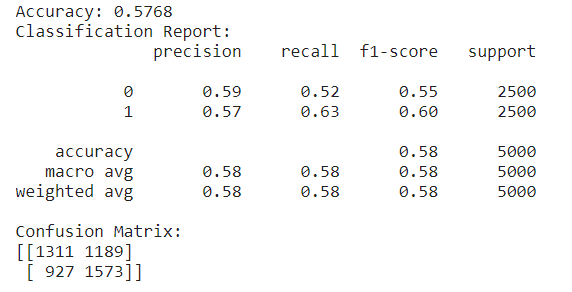 Accuracy: 0.5768
Classification Report:
precision recall f1-score support
0 0.59 0.52 0.55 2500
1 0.57 0.63 0.60 2500
accuracy 0.58 5000
macro avg 0.58 0.58 0.58 5000
weighted avg 0.58 0.58 0.58 5000
Confusion Matrix:
[[1311 1189]
[ 927 1573]]